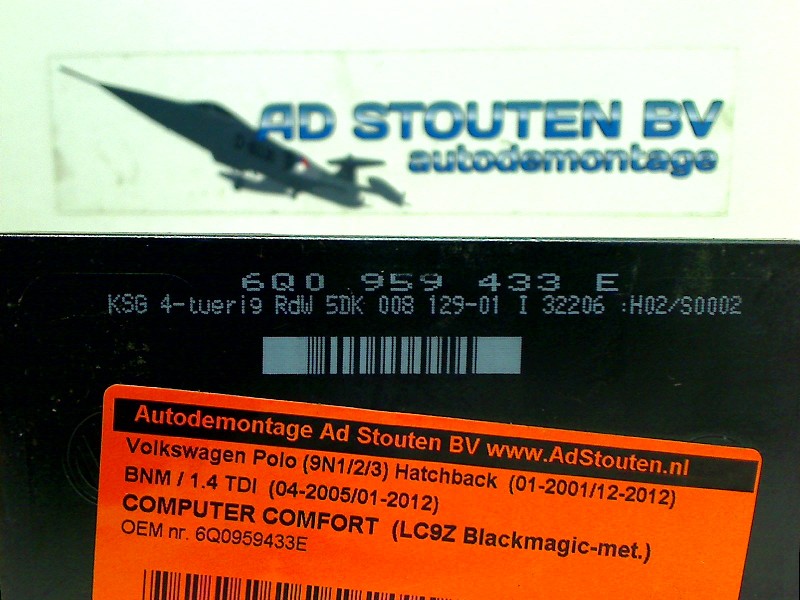 AD STOUTEN BV
autodemontage
6Q0 959 433 E
KSG 4-tuerig RdW 5DK 008 129-01 I 32206 :H02/S0002
Autodemontage Ad Stouten BV www.AdStouten.nl
Volkswagen Polo (9N1/2/3) Hatchback (01-2001/12-2012)
BNM / 1.4 TDI (04-2005/01-2012)
COMPUTER COMFORT (LC9Z Blackmagic-met.)
OEM nr. 6Q0959433E